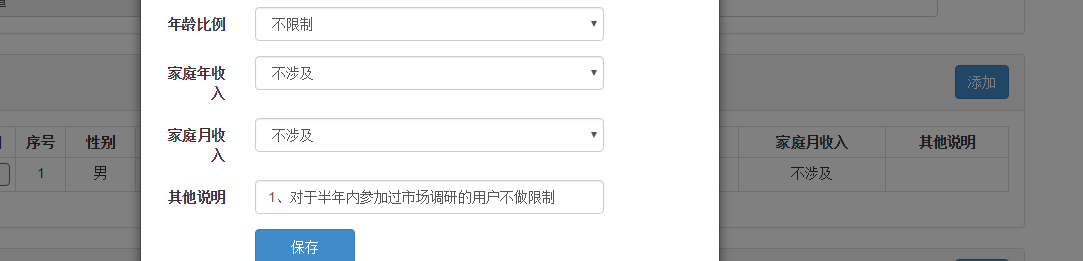 年龄比例 不限制
家庭年收入 不涉及
添加
家庭月收入 不涉及
序号 性别 家庭月收入 其他说明
1 男 不涉及
其他说明 1、对于半年内参加过市场调研的用户不做限制
保存